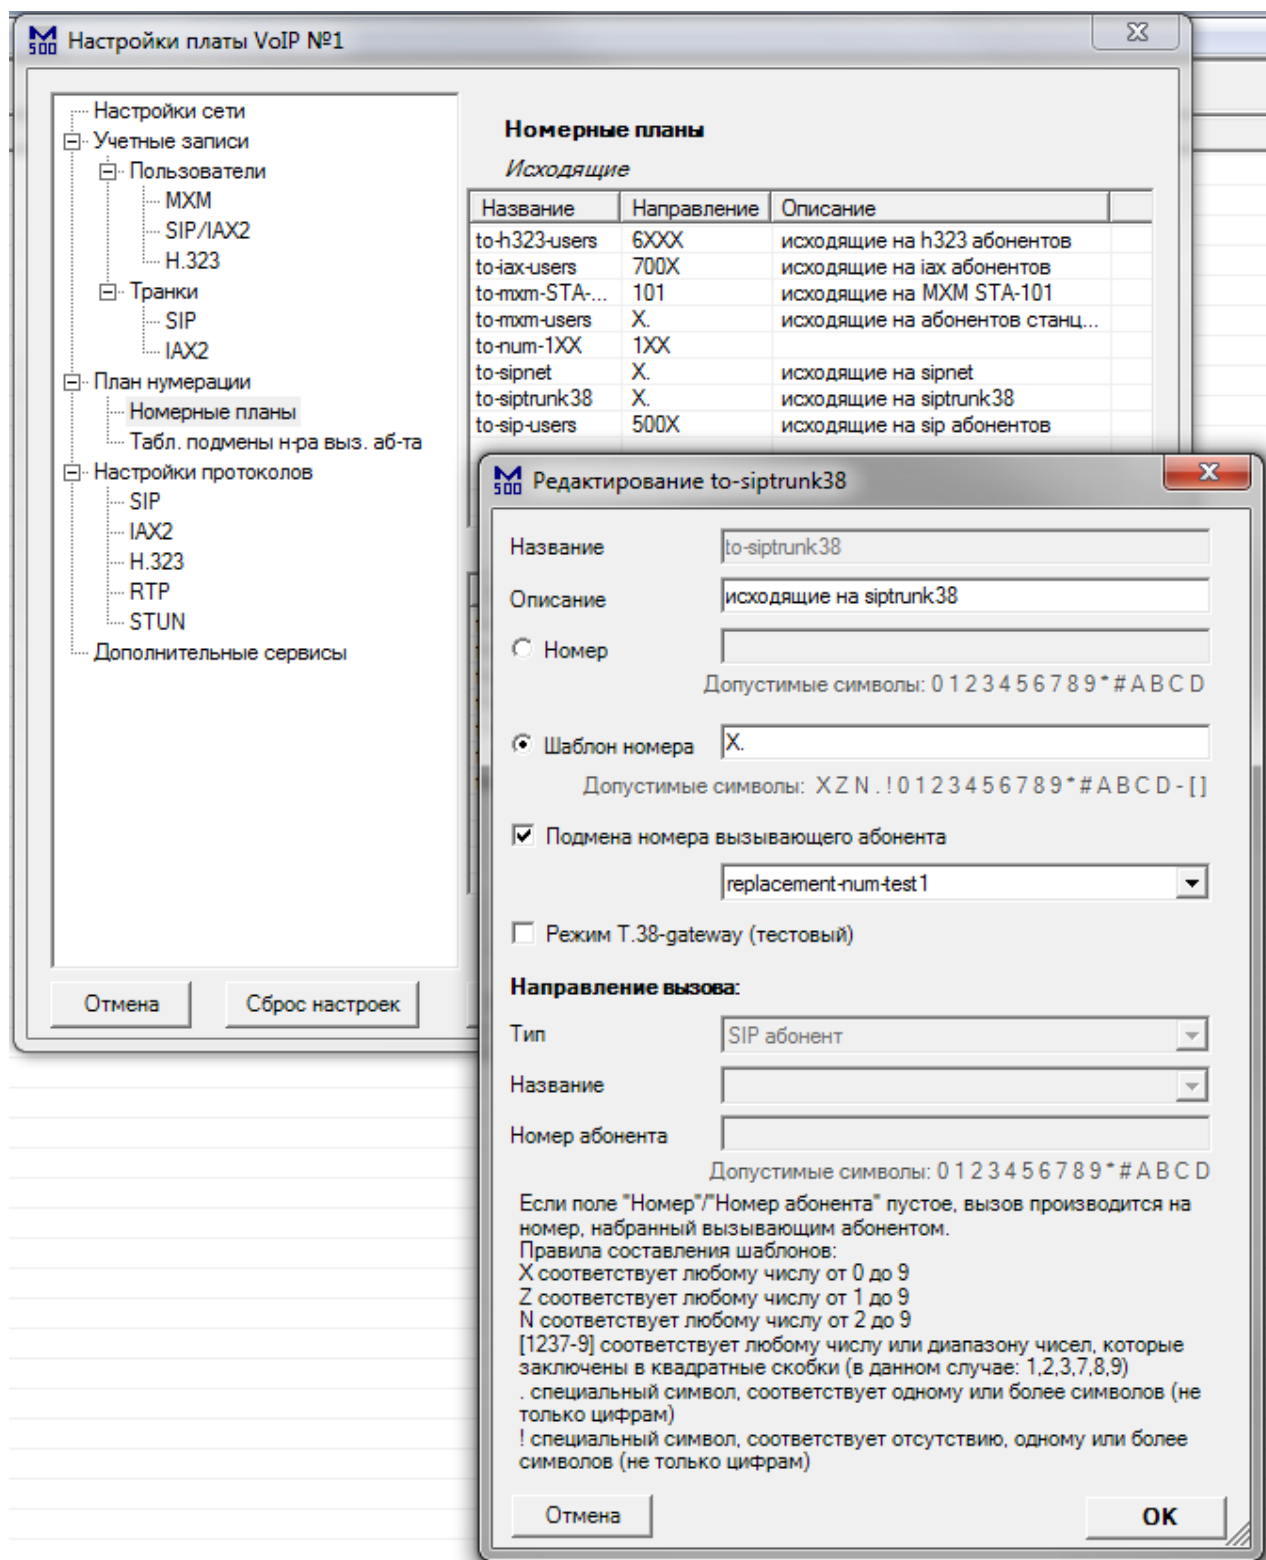 M 500 Настройки платы VoIP №1
Настройки сети
Учетные записи
Пользователи
MXM
SIP/IAX2
H.323
Транки
SIP
IAX2
План нумерации
Номерные планы
Табл. подмены н-ра выз. аб-та
Настройки протоколов
SIP
IAX2
H.323
RTP
STUN
Дополнительные сервисы
Отмена
Сброс настроек
Номерные планы
Исходящие
Название Направление Описание
to-h323-users 6XXX исходящие на h323 абонентов
to-iax-users 700X исходящие на iax абонентов
to-mxm-STA-... 101 исходящие на MXM STA-101
to-mxm-users X. исходящие на абонентов станц...
to-num-1XX 1XX
to-sipnet X. исходящие на sipnet
to-siptrunk38 X. исходящие на siptrunk38
to-sip-users 500X исходящие на sip абонентов
M 500 Редактирование to-siptrunk38
Название to-siptrunk38
Описание исходящие на siptrunk38
Номер
Допустимые символы: 0 1 2 3 4 5 6 7 8 9 * # A B C D
Шаблон номера X.
Допустимые символы: X Z N . ! 0 1 2 3 4 5 6 7 8 9 * # A B C D - [ ]
Подмена номера вызывающего абонента
replacement-num-test1
Режим T.38-gateway (тестовый)
Направление вызова:
Тип SIP абонент
Название
Номер абонента
Допустимые символы: 0 1 2 3 4 5 6 7 8 9 * # A B C D
Если поле "Номер"/"Номер абонента" пустое, вызов производится на
номер, набранный вызывающим абонентом.
Правила составления шаблонов:
X соответствует любому числу от 0 до 9
Z соответствует любому числу от 1 до 9
N соответствует любому числу от 2 до 9
[1237-9] соответствует любому числу или диапазону чисел, которые
заключены в квадратные скобки (в данном случае: 1,2,3,7,8,9)
. специальный символ, соответствует одному или более символов (не
только цифрам)
! специальный символ, соответствует отсутствию, одному или более
символов (не только цифрам)
Отмена
OK